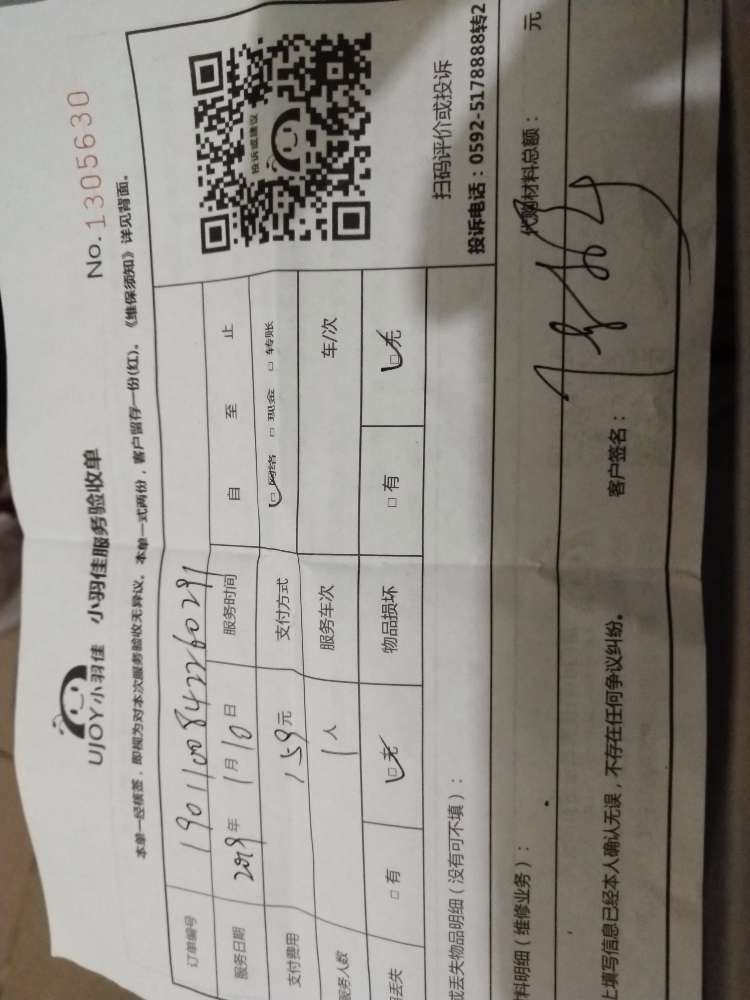 UJOY小羽佳 小羽佳服务验收单
No. 1305630
本单一经核签，即视为对本次服务验收无异议。本单一式两份，客户留存一份(红)。《维保须知》详见背面。
订单编号
服务日期 2019年 1月 10日 服务时间 自 至 止
支付费用 159元 支付方式 □网络 □现金 □转账
服务人数 1人 服务车次 车/次
丢失 □有 □无 物品损坏 □有 □无
投诉或建议
扫码评价或投诉
投诉电话：0592-5178888转2
或丢失物品明细（没有可不填）：
料明细（维修业务）： 代购材料总额： 元
上填写信息已经本人确认无误，不存在任何争议纠纷。 客户签名：